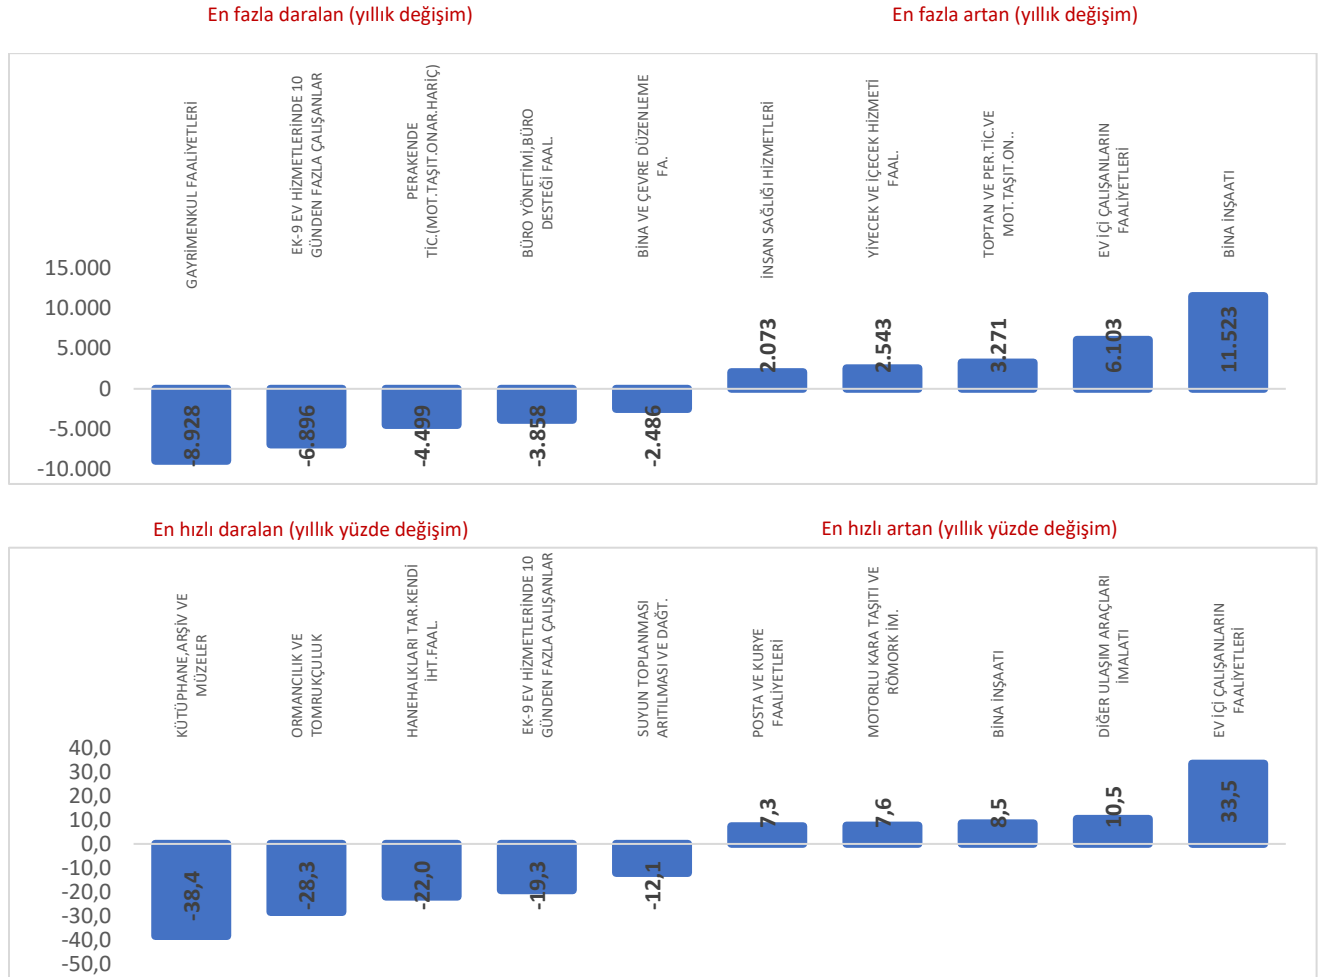 En fazla daralan (yıllık değişim)
En fazla artan (yıllık değişim)
GAYRİMENKUL FAALİYETLERİ
EK-9 EV HİZMETLERİNDE 10
GÜNDEN FAZLA ÇALIŞANLAR
PERAKENDE
TİC.(MOT.TAŞIT.ONAR.HARİÇ)
BÜRO YÖNETİMİ,BÜRO
DESTEĞİ FAAL.
BİNA VE ÇEVRE DÜZENLEME
FA.
İNSAN SAĞLIĞI HİZMETLERİ
YİYECEK VE İÇECEK HİZMETİ
FAAL.
TOPTAN VE PER.TİC.VE
MOT.TAŞIT.ON..
EV İÇİ ÇALIŞANLARIN
FAALİYETLERİ
BİNA İNŞAATI
15.000
10.000
5.000
0
-5.000
-10.000
-8.928
-6.896
-4.499
-3.858
-2.486
2.073
2.543
3.271
6.103
11.523
En hızlı daralan (yıllık yüzde değişim)
En hızlı artan (yıllık yüzde değişim)
KÜTÜPHANE,ARŞİV VE
MÜZELER
ORMANCILIK VE
TOMRUKÇULUK
HANEHALKLARI TAR.KENDİ
İHT.FAAL.
EK-9 EV HİZMETLERİNDE 10
GÜNDEN FAZLA ÇALIŞANLAR
SUYUN TOPLANMASI
ARITILMASI VE DAĞT.
POSTA VE KURYE
FAALİYETLERİ
MOTORLU KARA TAŞITI VE
RÖMORK İM.
BİNA İNŞAATI
DİĞER ULAŞIM ARAÇLARI
İMALATI
EV İÇİ ÇALIŞANLARIN
FAALİYETLERİ
40,0
30,0
20,0
10,0
0,0
-10,0
-20,0
-30,0
-40,0
-50,0
-38,4
-28,3
-22,0
-19,3
-12,1
7,3
7,6
8,5
10,5
33,5